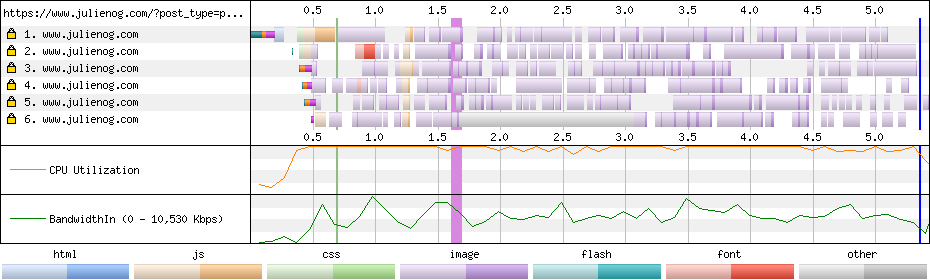 https://www.julienog.com/?post_type=p...
0.5 1.0 1.5 2.0 2.5 3.0 3.5 4.0 4.5 5.0
1. www.julienog.com
2. www.julienog.com
3. www.julienog.com
4. www.julienog.com
5. www.julienog.com
6. www.julienog.com
0.5 1.0 1.5 2.0 2.5 3.0 3.5 4.0 4.5 5.0
CPU Utilization
BandwidthIn (0 - 10,530 Kbps)
html js css image flash font other